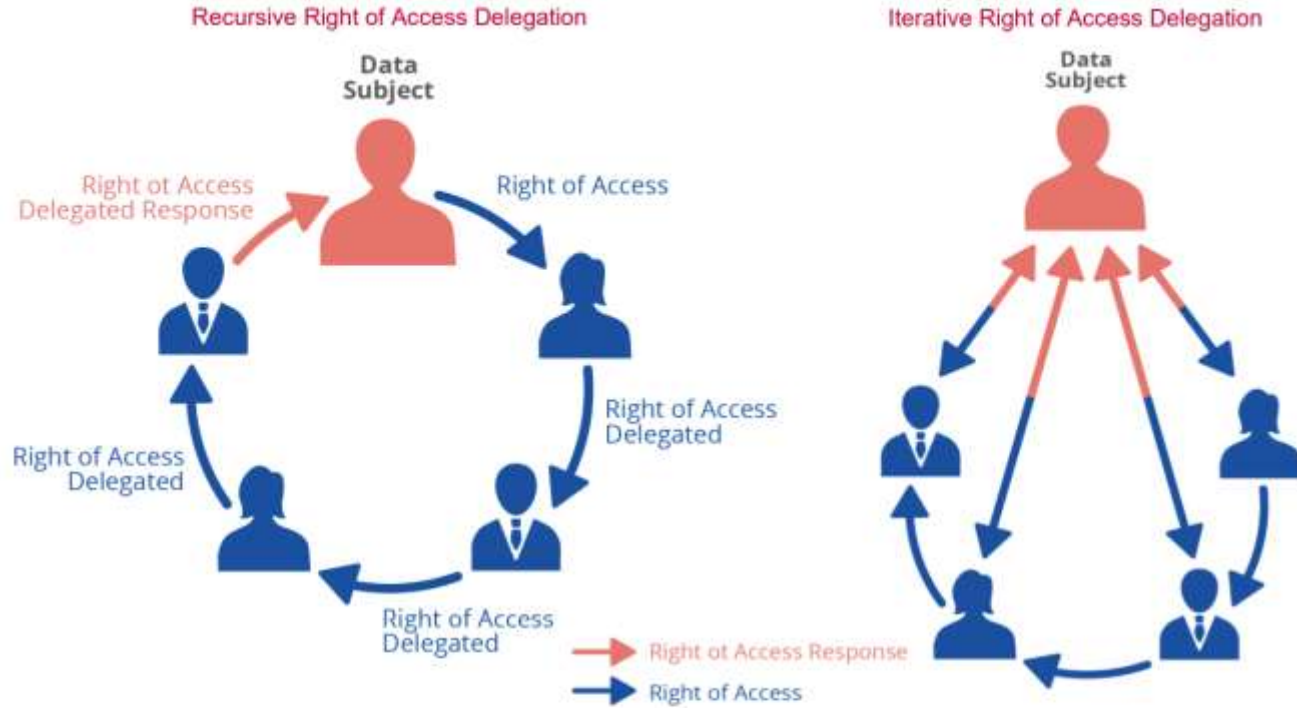 Recursive Right of Access Delegation
Data
Subject
Right ot Access
Delegated Response
Right of Access
Right of Access
Delegated
Right of Access
Delegated
Right of Access
Delegated
Iterative Right of Access Delegation
Data
Subject
Right ot Access Response
Right of Access